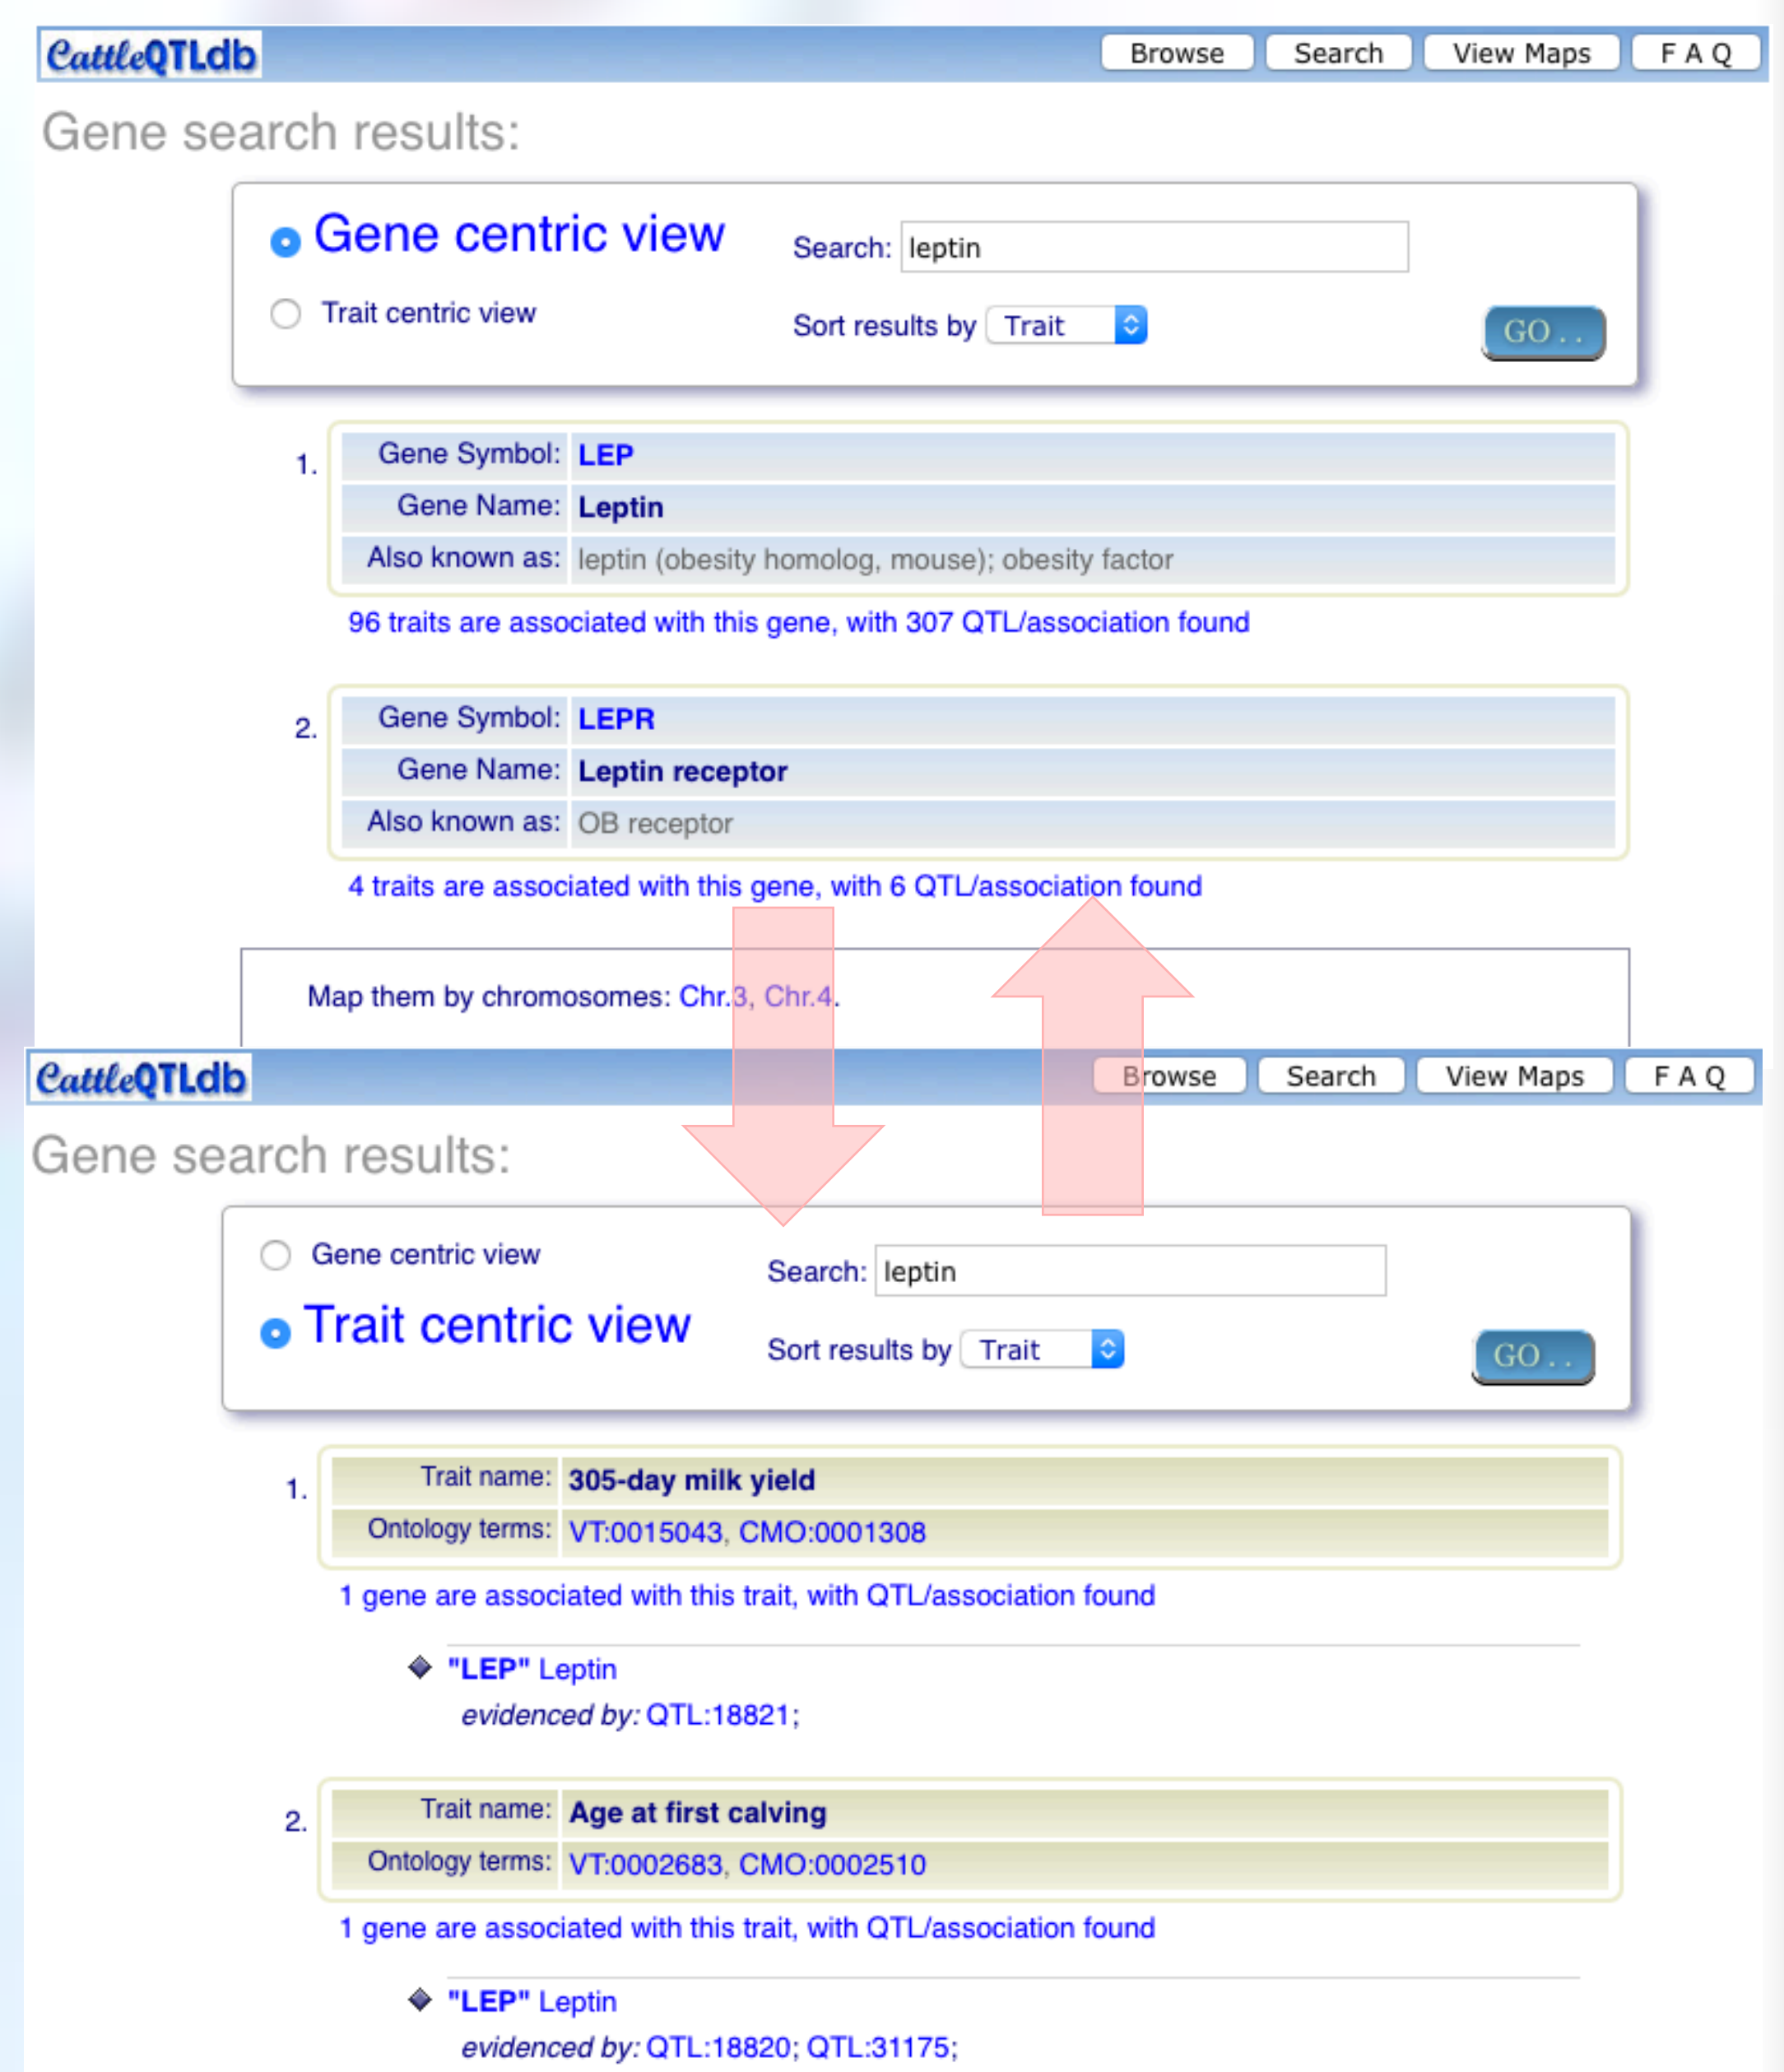 CattleQTLdb Browse Search View Maps F A Q
Gene search results:
Gene centric view Search: leptin
Trait centric view Sort results by Trait GO . .
1. Gene Symbol: LEP
Gene Name: Leptin
Also known as: leptin (obesity homolog, mouse); obesity factor
96 traits are associated with this gene, with 307 QTL/association found
2. Gene Symbol: LEPR
Gene Name: Leptin receptor
Also known as: OB receptor
4 traits are associated with this gene, with 6 QTL/association found
Map them by chromosomes: Chr.3, Chr.4.
CattleQTLdb Browse Search View Maps F A Q
Gene search results:
Gene centric view Search: leptin
Trait centric view Sort results by Trait GO . .
1. Trait name: 305-day milk yield
Ontology terms: VT:0015043, CMO:0001308
1 gene are associated with this trait, with QTL/association found
"LEP" Leptin
evidenced by: QTL:18821;
2. Trait name: Age at first calving
Ontology terms: VT:0002683, CMO:0002510
1 gene are associated with this trait, with QTL/association found
"LEP" Leptin
evidenced by: QTL:18820; QTL:31175;